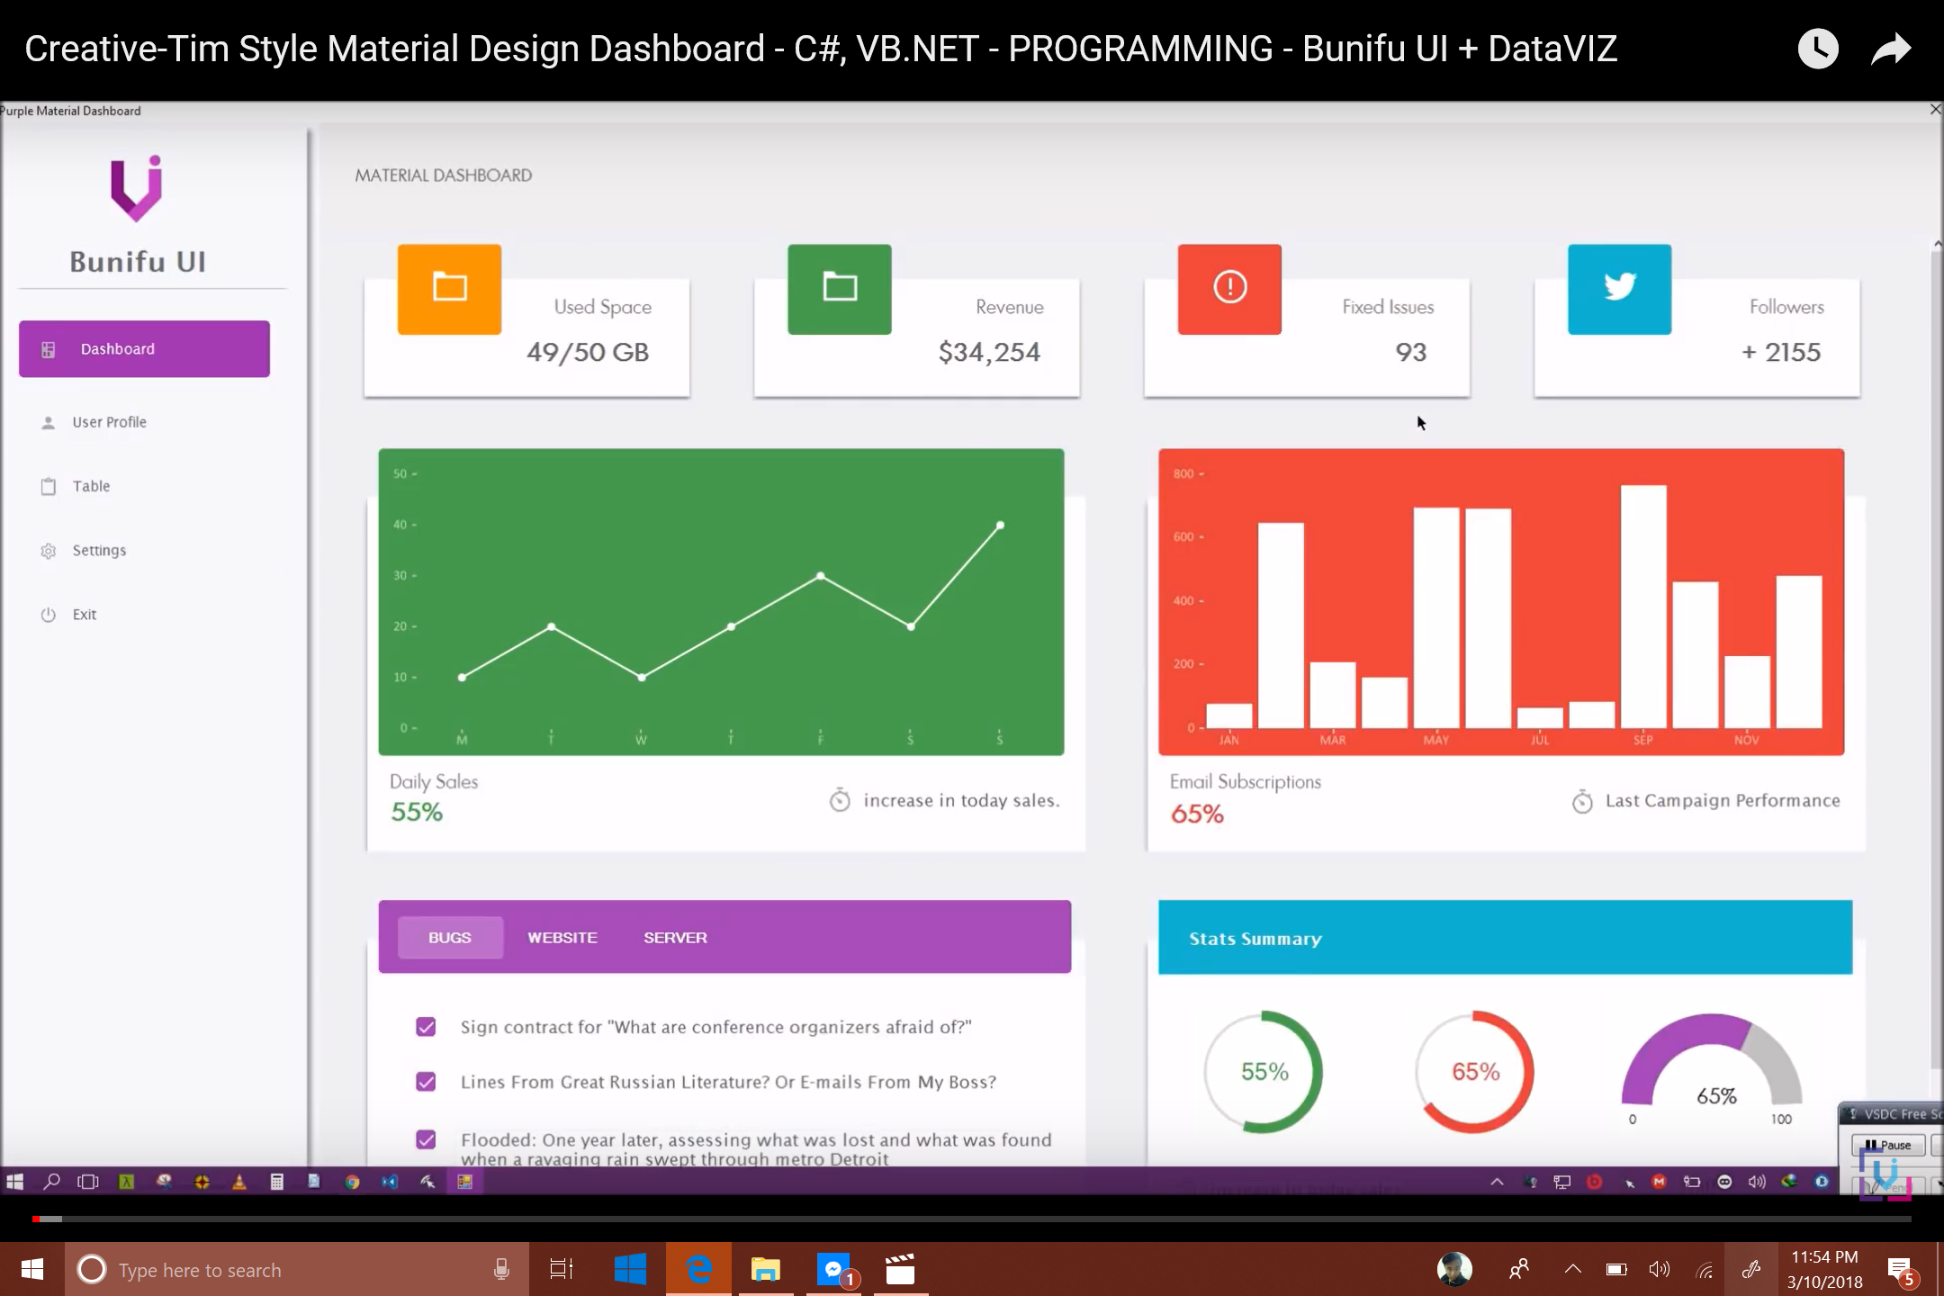 Creative-Tim Style Material Design Dashboard - C#, VB.NET - PROGRAMMING - Bunifu UI + DataVIZ
Purple Material Dashboard
Bunifu UI
Dashboard
User Profile
Table
Settings
Exit
MATERIAL DASHBOARD
Used Space
49/50 GB
Revenue
$34,254
Fixed Issues
93
Followers
+ 2155
50
40
30
20
10
0
M T W T F S S
Daily Sales
55%
increase in today sales.
800
600
400
200
0
JAN MAR MAY JUL SEP NOV
Email Subscriptions
65%
Last Campaign Performance
BUGS WEBSITE SERVER
Sign contract for "What are conference organizers afraid of?"
Lines From Great Russian Literature? Or E-mails From My Boss?
Flooded: One year later, assessing what was lost and what was found
when a ravaging rain swept through metro Detroit
Stats Summary
55%
65%
65%
0 100
VSDC Free
Pause
Type here to search
1
11:54 PM
3/10/2018
5